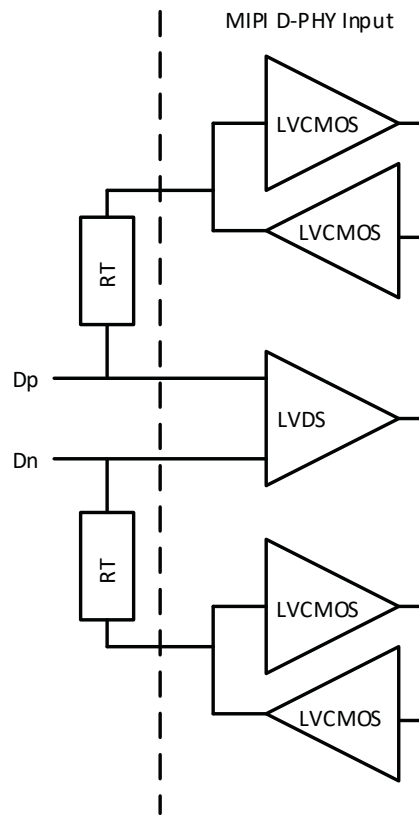 MIPI D-PHY Input
LVCMOS
LVCMOS
RT
Dp
LVDS
Dn
RT
LVCMOS
LVCMOS